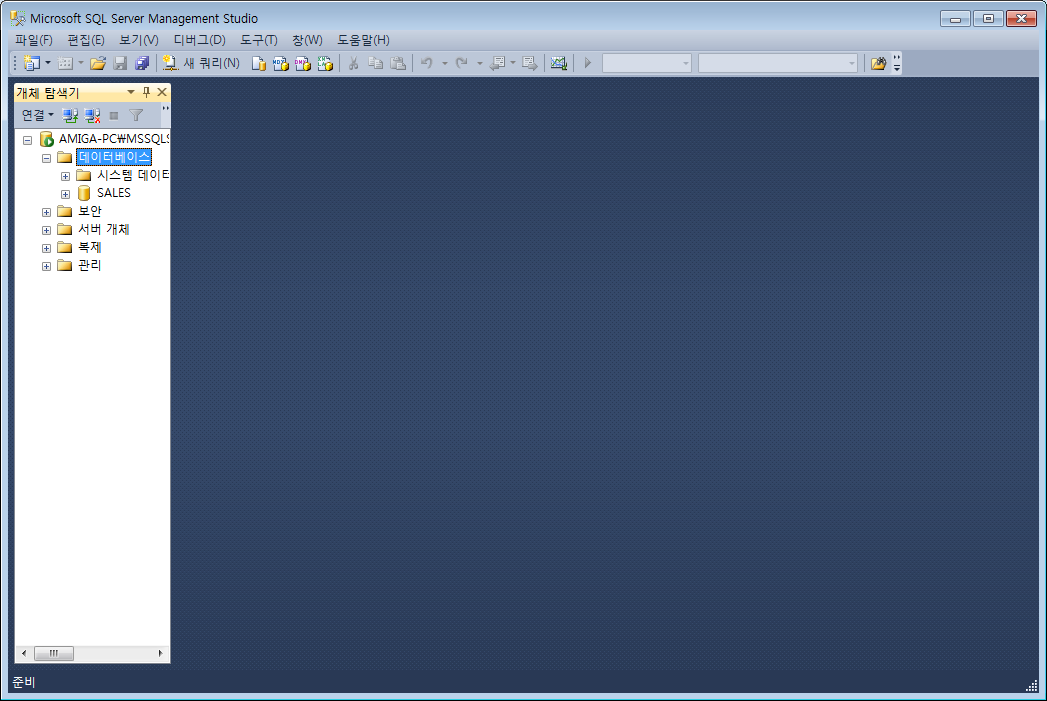 Microsoft SQL Server Management Studio
파일(F) 편집(E) 보기(V) 디버그(D) 도구(T) 창(W) 도움말(H)
새 쿼리(N)
개체 탐색기
연결
AMIGA-PC\MSSQLS
데이터베이스
시스템 데이터
SALES
보안
서버 개체
복제
관리
준비